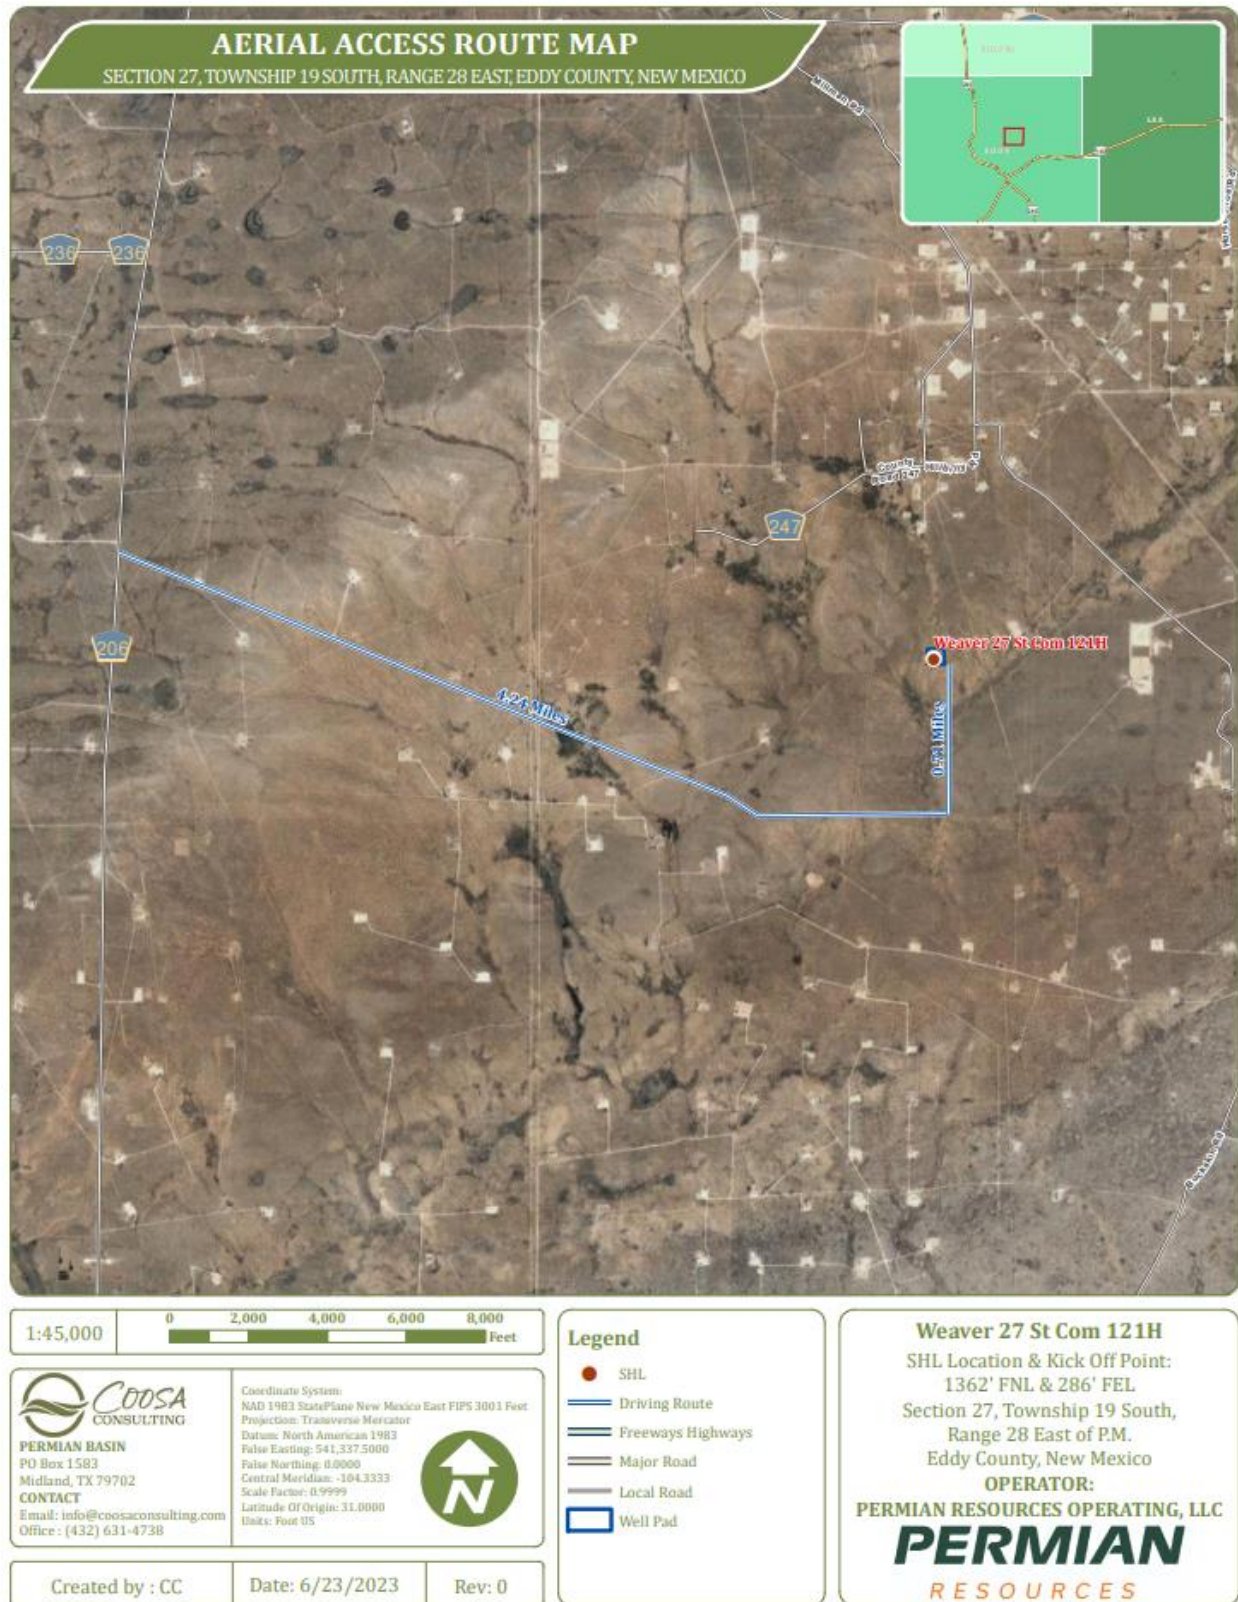 AERIAL ACCESS ROUTE MAP
SECTION 27, TOWNSHIP 19 SOUTH, RANGE 28 EAST, EDDY COUNTY, NEW MEXICO
Millman Rd
LEA
EDDY
236
236
County
Road 247
247
206
Weaver 27 St Com 121H
4.24 Miles
0.71 Miles
1:45,000
0 2,000 4,000 6,000 8,000
Feet
COOSA
CONSULTING
PERMIAN BASIN
PO Box 1583
Midland, TX 79702
CONTACT
Email: info@coosaconsulting.com
Office : (432) 631-4738
Coordinate System:
NAD 1983 StatePlane New Mexico East FIPS 3001 Feet
Projection: Transverse Mercator
Datum: North American 1983
False Easting: 541,337.5000
False Northing: 0.0000
Central Meridian: -104.3333
Scale Factor: 0.9999
Latitude Of Origin: 31.0000
Units: Foot US
N
Created by : CC
Date: 6/23/2023
Rev: 0
Legend
SHL
Driving Route
Freeways Highways
Major Road
Local Road
Well Pad
Weaver 27 St Com 121H
SHL Location & Kick Off Point:
1362' FNL & 286' FEL
Section 27, Township 19 South,
Range 28 East of P.M.
Eddy County, New Mexico
OPERATOR:
PERMIAN RESOURCES OPERATING, LLC
PERMIAN
RESOURCES